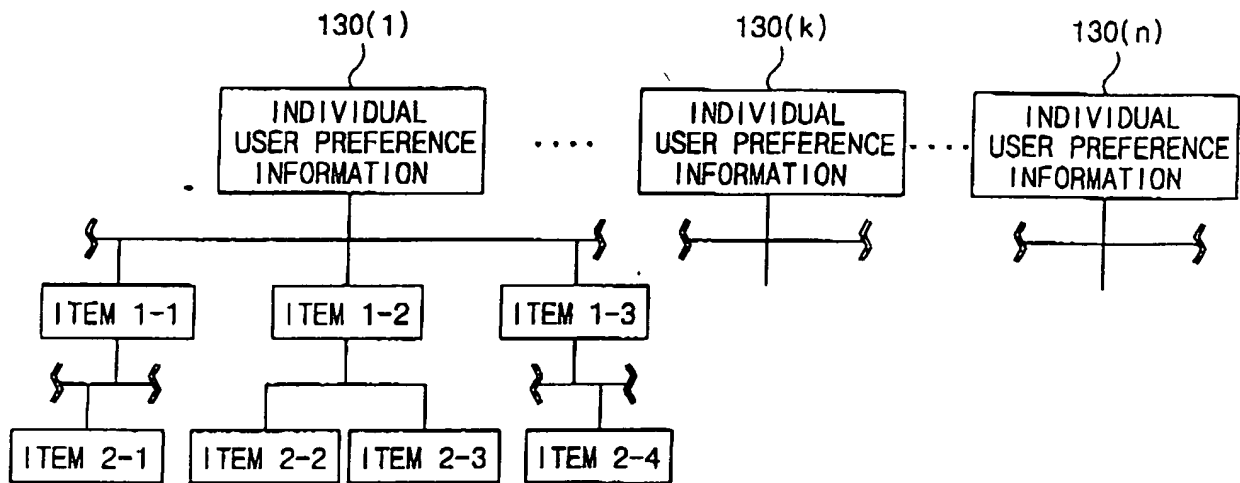 130(1)
130(k)
130(n)
INDIVIDUAL
USER PREFERENCE
INFORMATION
....
INDIVIDUAL
USER PREFERENCE
INFORMATION
....
INDIVIDUAL
USER PREFERENCE
INFORMATION
ITEM 1-1
ITEM 1-2
ITEM 1-3
ITEM 2-1
ITEM 2-2
ITEM 2-3
ITEM 2-4